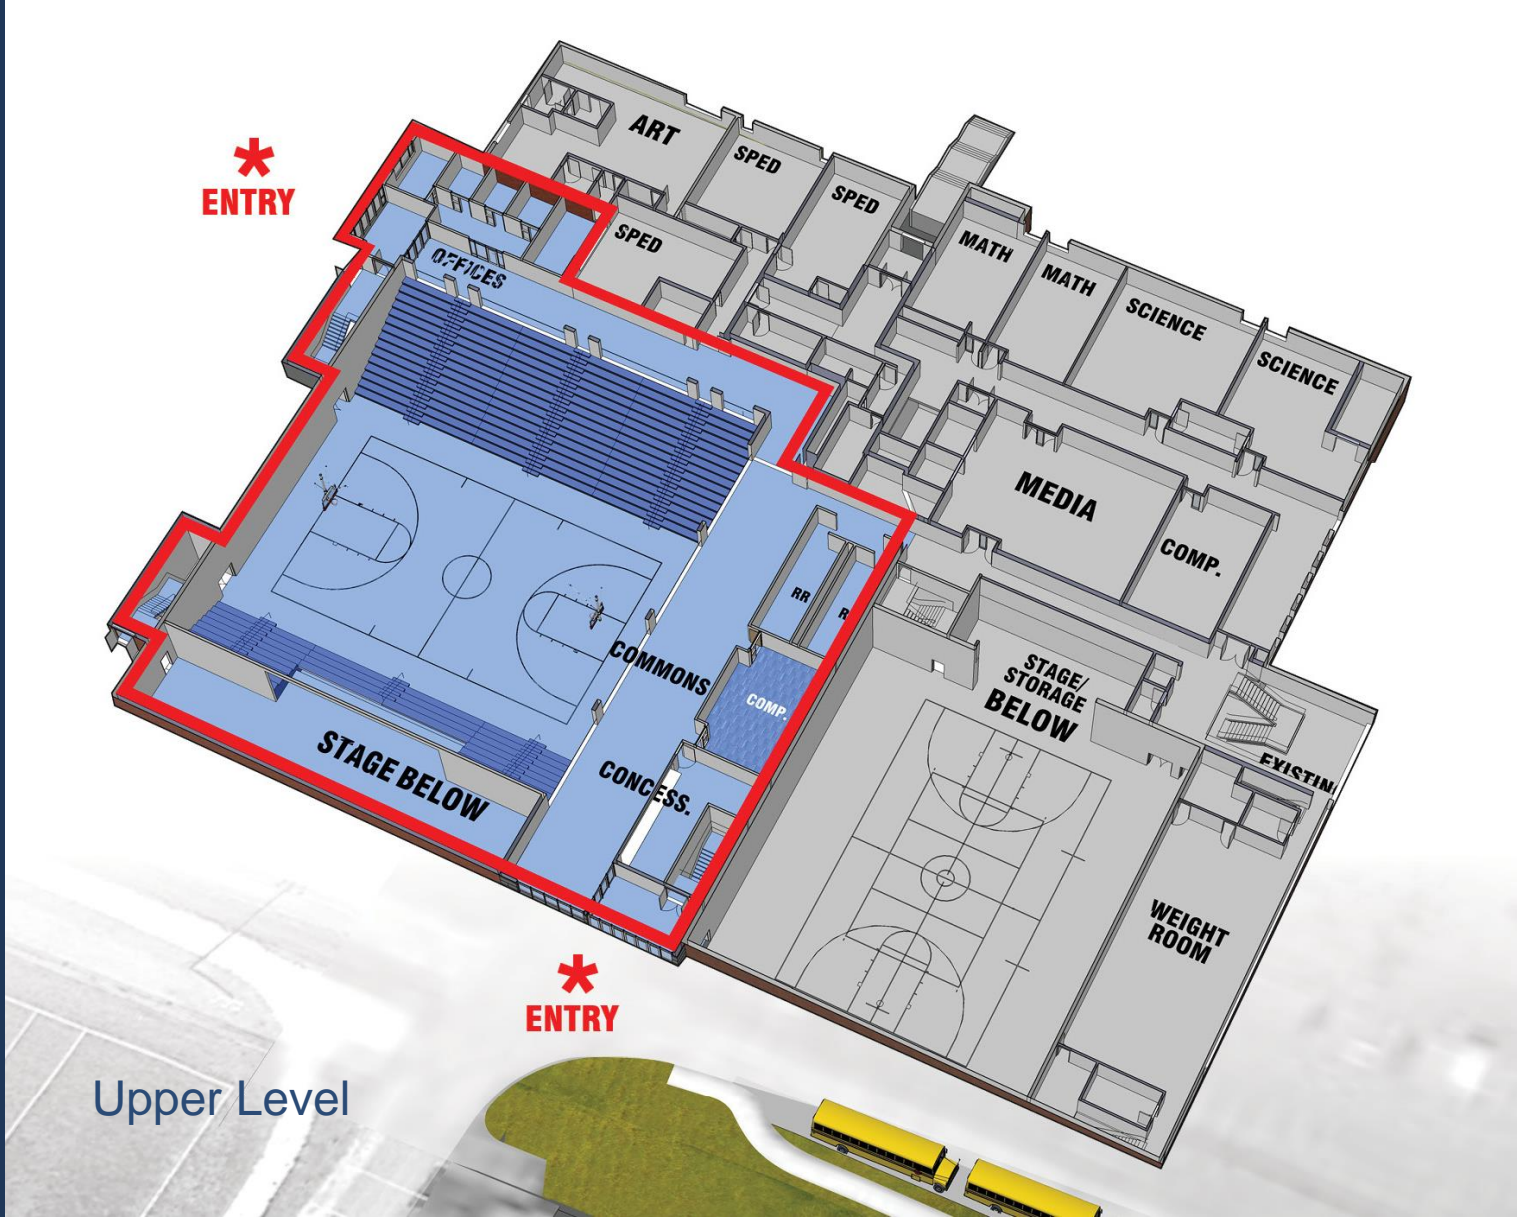 ART
*
ENTRY
SPED
SPED
SPED
MATH
OFFICES
MATH
SCIENCE
SCIENCE
MEDIA
COMP.
RR
COMMONS
STAGE/
STORAGE
BELOW
COMP.
STAGE BELOW
CONCESS.
EXISTIN
WEIGHT
ROOM
*
ENTRY
Upper Level